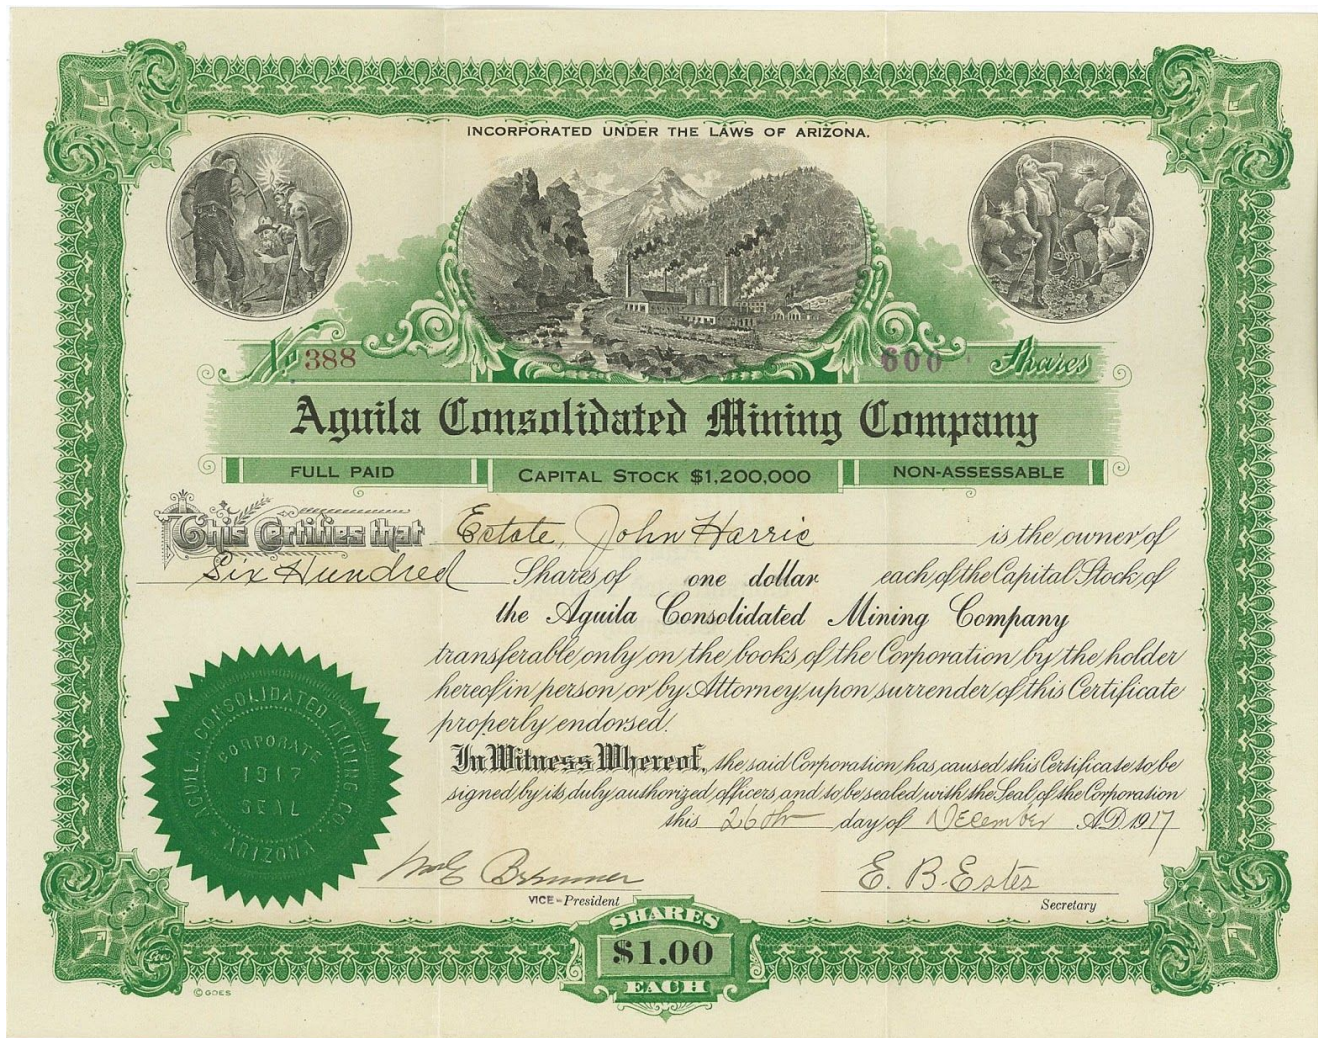 INCORPORATED UNDER THE LAWS OF ARIZONA.
No. 388
600 Shares
Aguila Consolidated Mining Company
FULL PAID
CAPITAL STOCK $1,200,000
NON-ASSESSABLE
This Certifies that Estate, John Harris is the owner of
Six Hundred Shares of one dollar each of the Capital Stock of
the Aguila Consolidated Mining Company
transferable only on the books of the Corporation by the holder
hereof in person or by Attorney upon surrender of this Certificate
properly endorsed.
In Witness Whereof, the said Corporation has caused this Certificate to be
signed by its duly authorized officers and to be sealed with the Seal of the Corporation
this 26th day of December A.D. 1917
AGUILA CONSOLIDATED MINING CO.
CORPORATE
1917
SEAL
ARIZONA
Brunner
VICE-President
E. B. Estes
Secretary
SHARES
$1.00
EACH
© GOES